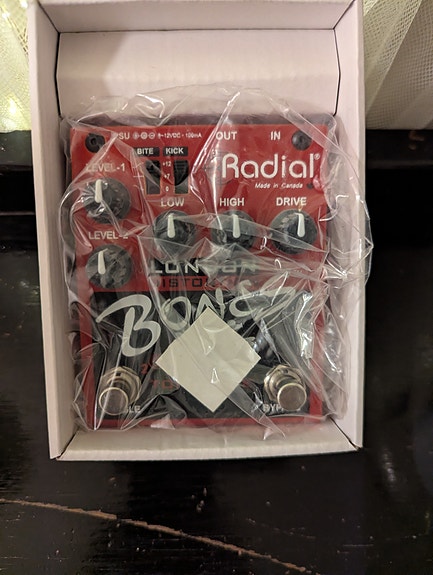 PSU 9-12VDC - 100mA OUT IN
BITE KICK
Radial®
Made in Canada
LEVEL-1
+12
LOW HIGH DRIVE
LEVEL-2
BONES